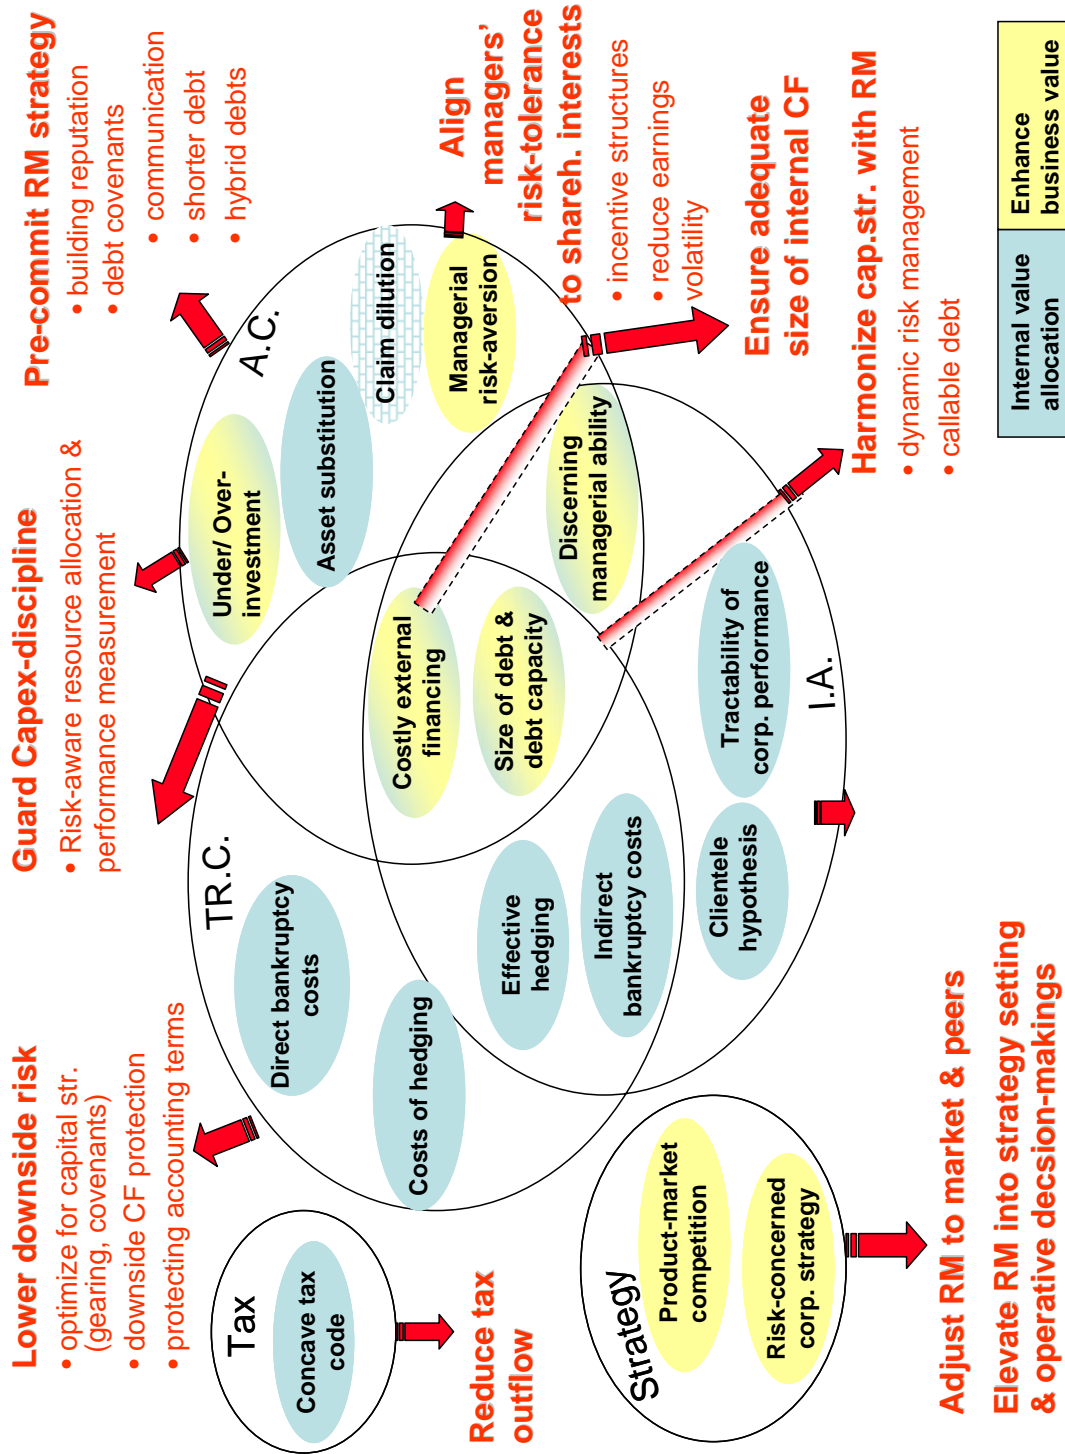 Lower downside risk
• optimize for capital str.
(gearing, covenants)
• downside CF protection
• protecting accounting terms
Guard Capex-discipline
• Risk-aware resource allocation &
performance measurement
Pre-commit RM strategy
• building reputation
• debt covenants
• communication
• shorter debt
• hybrid debts
Tax
Concave tax
code
Reduce tax
outflow
TR.C.
Direct bankruptcy
costs
Costs of hedging
Effective
hedging
Indirect
bankruptcy costs
A.C.
Under/ Over-
investment
Asset substitution
Claim dilution
Managerial
risk-aversion
Costly external
financing
Size of debt &
debt capacity
Discerning
managerial ability
Align
managers’
risk-tolerance
to shareh. interests
• incentive structures
• reduce earnings
volatility
Ensure adequate
size of internal CF
Strategy
Product-market
competition
Risk-concerned
corp. strategy
Clientele
hypothesis
Tractability of
corp. performance
I.A.
Harmonize cap.str. with RM
• dynamic risk management
• callable debt
Adjust RM to market & peers
Elevate RM into strategy setting
& operative decsion-makings
Internal value
allocation
Enhance
business value